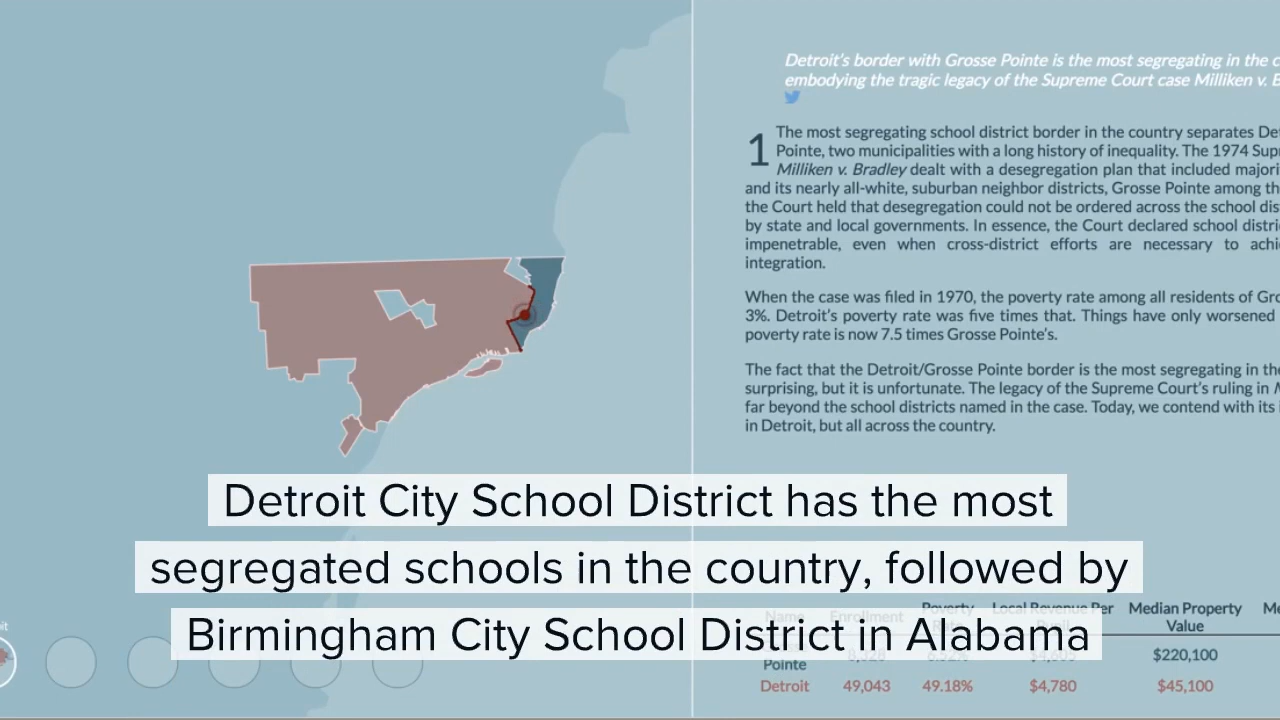 Detroit's border with Grosse Pointe is the most segregating in the
embodying the tragic legacy of the Supreme Court case Milliken v.
1 The most segregating school district border in the country separates
Pointe, two municipalities with a long history of inequality. The 1974
Milliken v. Bradley dealt with a desegregation plan that included
and its nearly all-white, suburban neighbor districts, Grosse Pointe among
the Court held that desegregation could not be ordered across the school
by state and local governments. In essence, the Court declared school
impenetrable, even when cross-district efforts are necessary to
integration.
When the case was filed in 1970, the poverty rate among all residents of
3%. Detroit's poverty rate was five times that. Things have only worsened
poverty rate is now 7.5 times Grosse Pointe's.
The fact that the Detroit/Grosse Pointe border is the most segregating in
surprising, but it is unfortunate. The legacy of the Supreme Court's ruling in
far beyond the school districts named in the case. Today, we contend with its
in Detroit, but all across the country.
Detroit City School District has the most
segregated schools in the country, followed by
Birmingham City School District in Alabama
Name Enrollment Poverty Local Revenue Per Median Property
Value
Pointe $220,100
Detroit 49,043 49.18% $4,780 $45,100